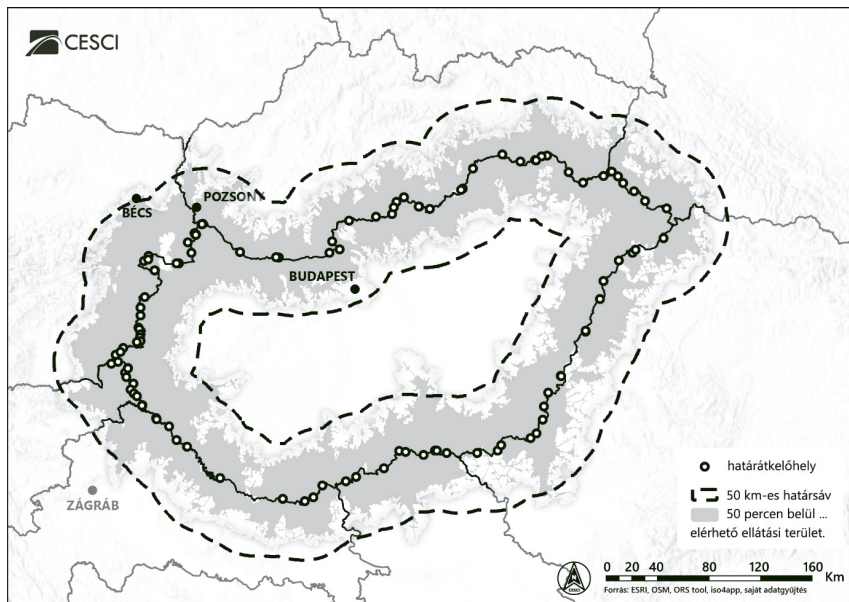 CESCI
POZSONY
BÉCS
BUDAPEST
ZÁGRÁB
határátkelőhely
50 km-es határsáv
50 percen belül ...
elérhető ellátási terület.
0 20 40 80 120 160 Km
CESCI
Forrás: ESRI, OSM, ORS tool, iso4app, saját adatgyűjtés